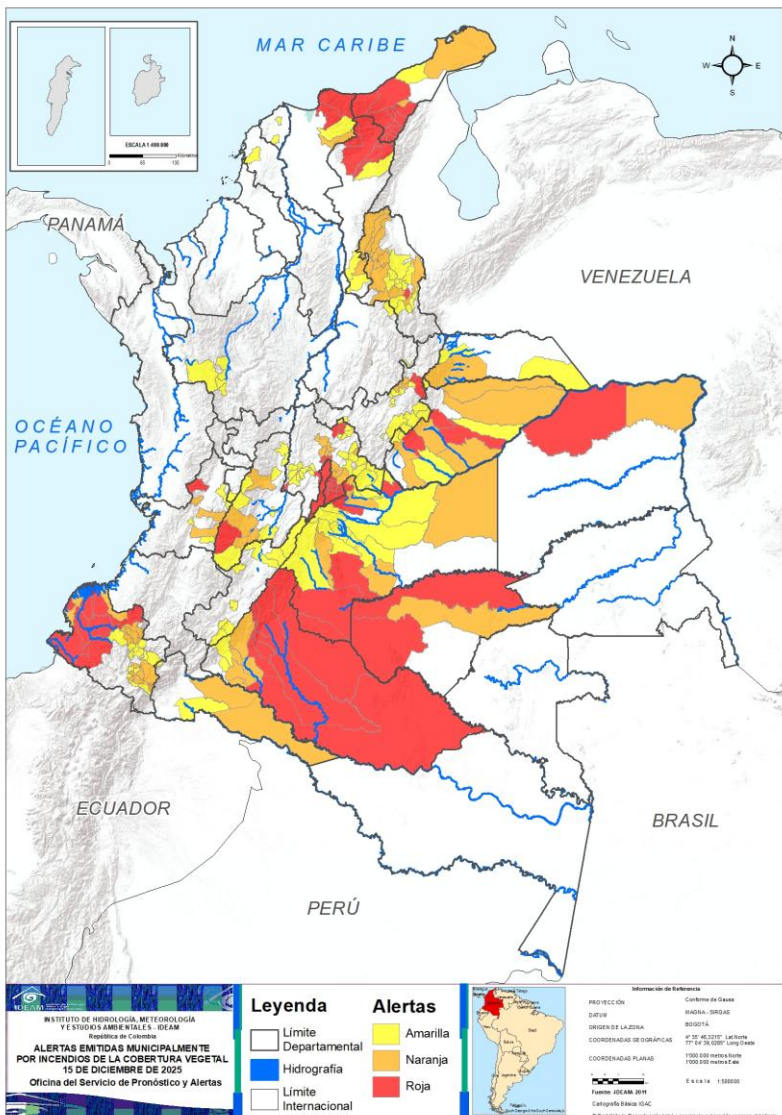 MAR CARIBE
N
W
E
S
ESCALA 1:400.000
PANAMÁ
VENEZUELA
OCÉANO
PACÍFICO
ECUADOR
BRASIL
PERÚ
IDEAM
INSTITUTO DE HIDROLOGÍA, METEOROLOGÍA
Y ESTUDIOS AMBIENTALES - IDEAM
República de Colombia
ALERTAS EMITIDAS MUNICIPALMENTE
POR INCENDIOS DE LA COBERTURA VEGETAL
15 DE DICIEMBRE DE 2025
Oficina del Servicio de Pronóstico y Alertas
Leyenda
Límite
Departamental
Hidrografía
Límite
Internacional
Alertas
Amarilla
Naranja
Roja
Información de Referencia
PROYECCIÓN
Conforme de Gauss
DATUM
MAGNA - SIRGAS
ORIGEN DE LA ZONA
BOGOTÁ
COORDENADAS GEOGRÁFICAS
COORDENADAS PLANAS
1'000.000 metros Norte
1'000.000 metros Este
Escala 1:500000
Fuente: IDEAM- 2011
Cartografía Básica IGAC